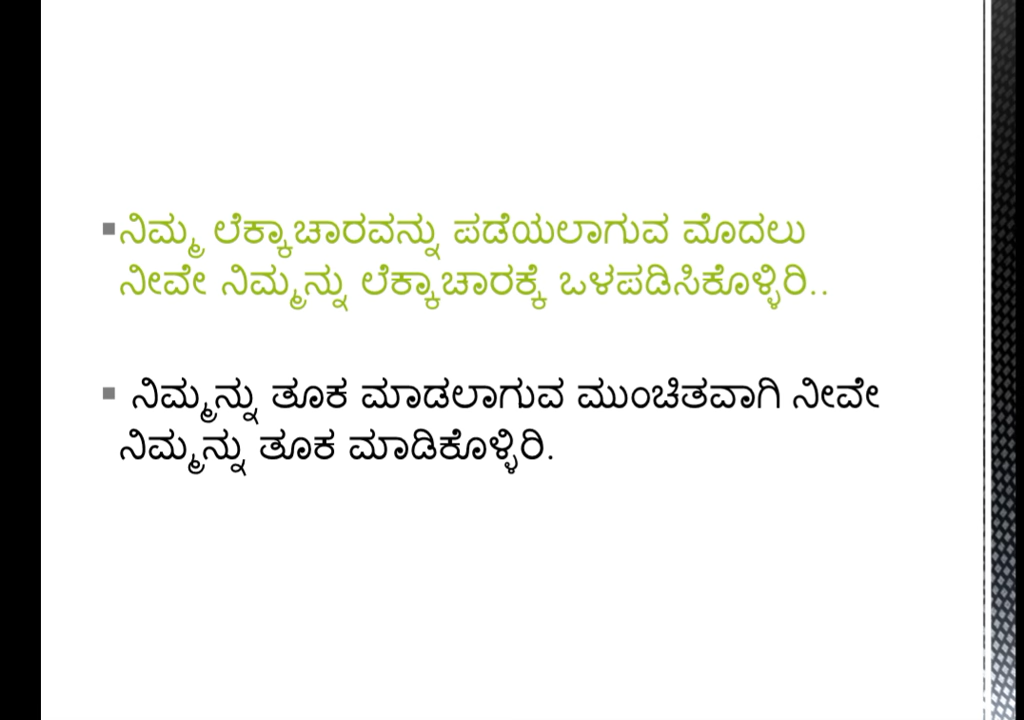 ನಿಮ್ಮ ಲೆಕ್ಕಾಚಾರವನ್ನು ಪಡೆಯಲಾಗುವ ಮೊದಲು
ನೀವೇ ನಿಮ್ಮನ್ನು ಲೆಕ್ಕಾಚಾರಕ್ಕೆ ಒಳಪಡಿಸಿಕೊಳ್ಳಿರಿ..
ನಿಮ್ಮನ್ನು ತೂಕ ಮಾಡಲಾಗುವ ಮುಂಚಿತವಾಗಿ ನೀವೇ
ನಿಮ್ಮನ್ನು ತೂಕ ಮಾಡಿಕೊಳ್ಳಿರಿ.